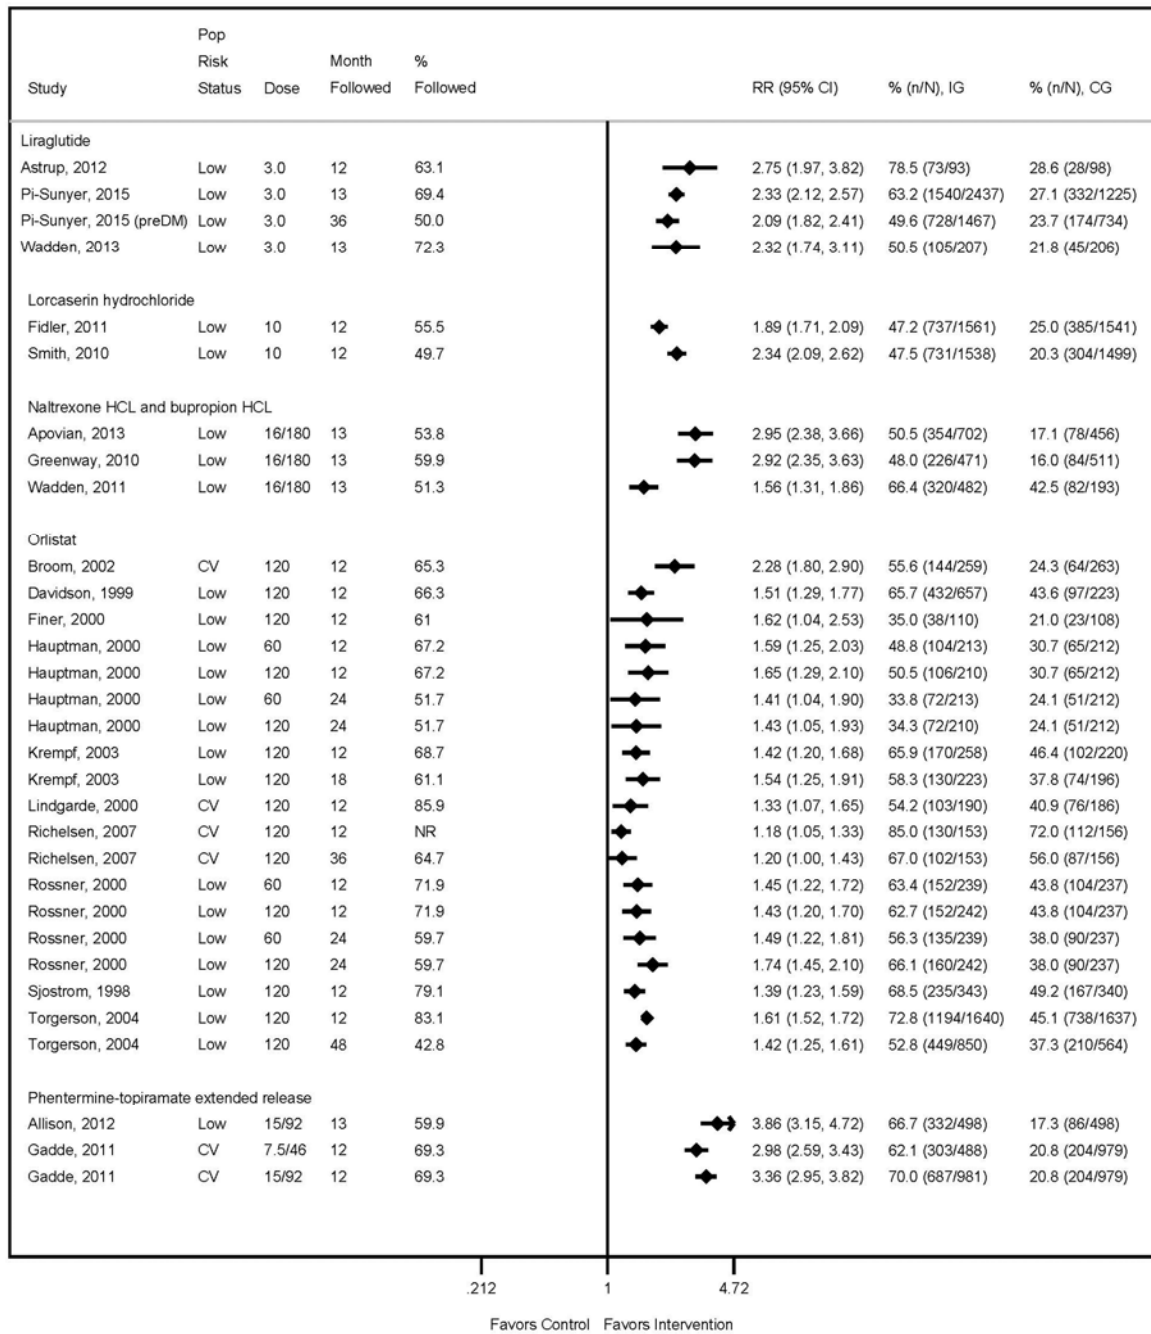 Pop
Risk Month %
Study Status Dose Followed Followed RR (95% CI) % (n/N), IG % (n/N), CG
Liraglutide
Astrup, 2012 Low 3.0 12 63.1 2.75 (1.97, 3.82) 78.5 (73/93) 28.6 (28/98)
Pi-Sunyer, 2015 Low 3.0 13 69.4 2.33 (2.12, 2.57) 63.2 (1540/2437) 27.1 (332/1225)
Pi-Sunyer, 2015 (preDM) Low 3.0 36 50.0 2.09 (1.82, 2.41) 49.6 (728/1467) 23.7 (174/734)
Wadden, 2013 Low 3.0 13 72.3 2.32 (1.74, 3.11) 50.5 (105/207) 21.8 (45/206)
Lorcaserin hydrochloride
Fidler, 2011 Low 10 12 55.5 1.89 (1.71, 2.09) 47.2 (737/1561) 25.0 (385/1541)
Smith, 2010 Low 10 12 49.7 2.34 (2.09, 2.62) 47.5 (731/1538) 20.3 (304/1499)
Naltrexone HCL and bupropion HCL
Apovian, 2013 Low 16/180 13 53.8 2.95 (2.38, 3.66) 50.5 (354/702) 17.1 (78/456)
Greenway, 2010 Low 16/180 13 59.9 2.92 (2.35, 3.63) 48.0 (226/471) 16.0 (84/511)
Wadden, 2011 Low 16/180 13 51.3 1.56 (1.31, 1.86) 66.4 (320/482) 42.5 (82/193)
Orlistat
Broom, 2002 CV 120 12 65.3 2.28 (1.80, 2.90) 55.6 (144/259) 24.3 (64/263)
Davidson, 1999 Low 120 12 66.3 1.51 (1.29, 1.77) 65.7 (432/657) 43.6 (97/223)
Finer, 2000 Low 120 12 61 1.62 (1.04, 2.53) 35.0 (38/110) 21.0 (23/108)
Hauptman, 2000 Low 60 12 67.2 1.59 (1.25, 2.03) 48.8 (104/213) 30.7 (65/212)
Hauptman, 2000 Low 120 12 67.2 1.65 (1.29, 2.10) 50.5 (106/210) 30.7 (65/212)
Hauptman, 2000 Low 60 24 51.7 1.41 (1.04, 1.90) 33.8 (72/213) 24.1 (51/212)
Hauptman, 2000 Low 120 24 51.7 1.43 (1.05, 1.93) 34.3 (72/210) 24.1 (51/212)
Krempf, 2003 Low 120 12 68.7 1.42 (1.20, 1.68) 65.9 (170/258) 46.4 (102/220)
Krempf, 2003 Low 120 18 61.1 1.54 (1.25, 1.91) 58.3 (130/223) 37.8 (74/196)
Lindgarde, 2000 CV 120 12 85.9 1.33 (1.07, 1.65) 54.2 (103/190) 40.9 (76/186)
Richelsen, 2007 CV 120 12 NR 1.18 (1.05, 1.33) 85.0 (130/153) 72.0 (112/156)
Richelsen, 2007 CV 120 36 64.7 1.20 (1.00, 1.43) 67.0 (102/153) 56.0 (87/156)
Rossner, 2000 Low 60 12 71.9 1.45 (1.22, 1.72) 63.4 (152/239) 43.8 (104/237)
Rossner, 2000 Low 120 12 71.9 1.43 (1.20, 1.70) 62.7 (152/242) 43.8 (104/237)
Rossner, 2000 Low 60 24 59.7 1.49 (1.22, 1.81) 56.3 (135/239) 38.0 (90/237)
Rossner, 2000 Low 120 24 59.7 1.74 (1.45, 2.10) 66.1 (160/242) 38.0 (90/237)
Sjostrom, 1998 Low 120 12 79.1 1.39 (1.23, 1.59) 68.5 (235/343) 49.2 (167/340)
Torgerson, 2004 Low 120 12 83.1 1.61 (1.52, 1.72) 72.8 (1194/1640) 45.1 (738/1637)
Torgerson, 2004 Low 120 48 42.8 1.42 (1.25, 1.61) 52.8 (449/850) 37.3 (210/564)
Phentermine-topiramate extended release
Allison, 2012 Low 15/92 13 59.9 3.86 (3.15, 4.72) 66.7 (332/498) 17.3 (86/498)
Gadde, 2011 CV 7.5/46 12 69.3 2.98 (2.59, 3.43) 62.1 (303/488) 20.8 (204/979)
Gadde, 2011 CV 15/92 12 69.3 3.36 (2.95, 3.82) 70.0 (687/981) 20.8 (204/979)
.212 1 4.72
Favors Control Favors Intervention